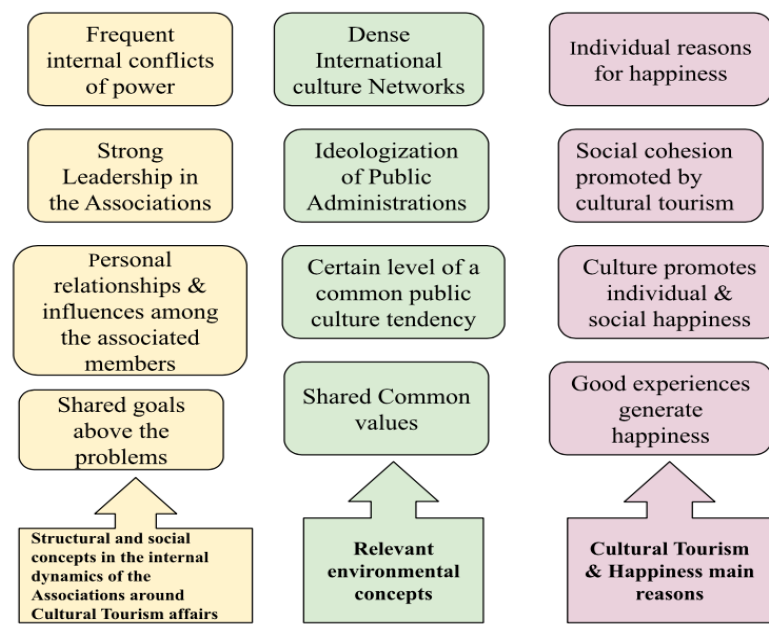 Frequent
internal conflicts
of power
Strong
Leadership in
the Associations
Personal
relationships &
influences among
the associated
members
Shared goals
above the
problems
Structural and social
concepts in the internal
dynamics of the
Associations around
Cultural Tourism affairs
Dense
International
culture Networks
Ideologization
of Public
Administrations
Certain level of a
common public
culture tendency
Shared Common
values
Relevant
environmental
concepts
Individual reasons
for happiness
Social cohesion
promoted by
cultural tourism
Culture promotes
individual &
social happiness
Good experiences
generate
happiness
Cultural Tourism
& Happiness main
reasons